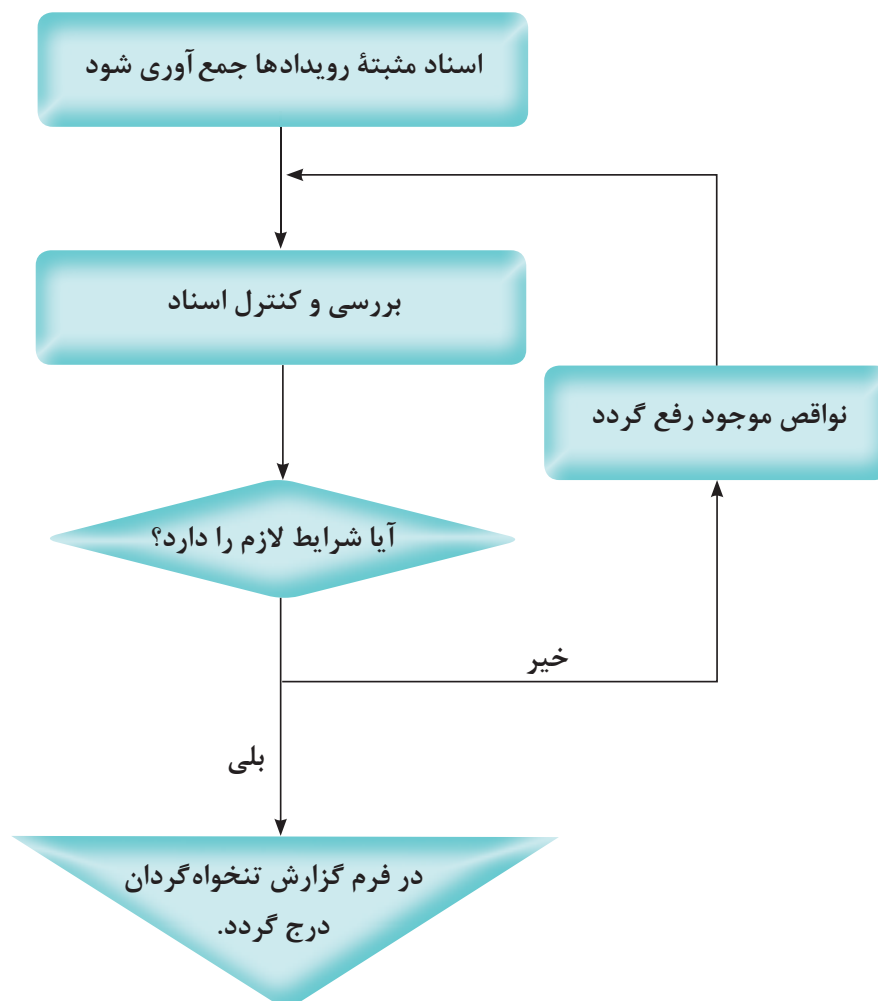 اسناد مثبتهٔ رویدادها جمع‌آوری شود
بررسی و کنترل اسناد
نواقص موجود رفع گردد
آیا شرایط لازم را دارد؟
خیر
بلی
در فرم گزارش تنخواه‌گردان
درج گردد.